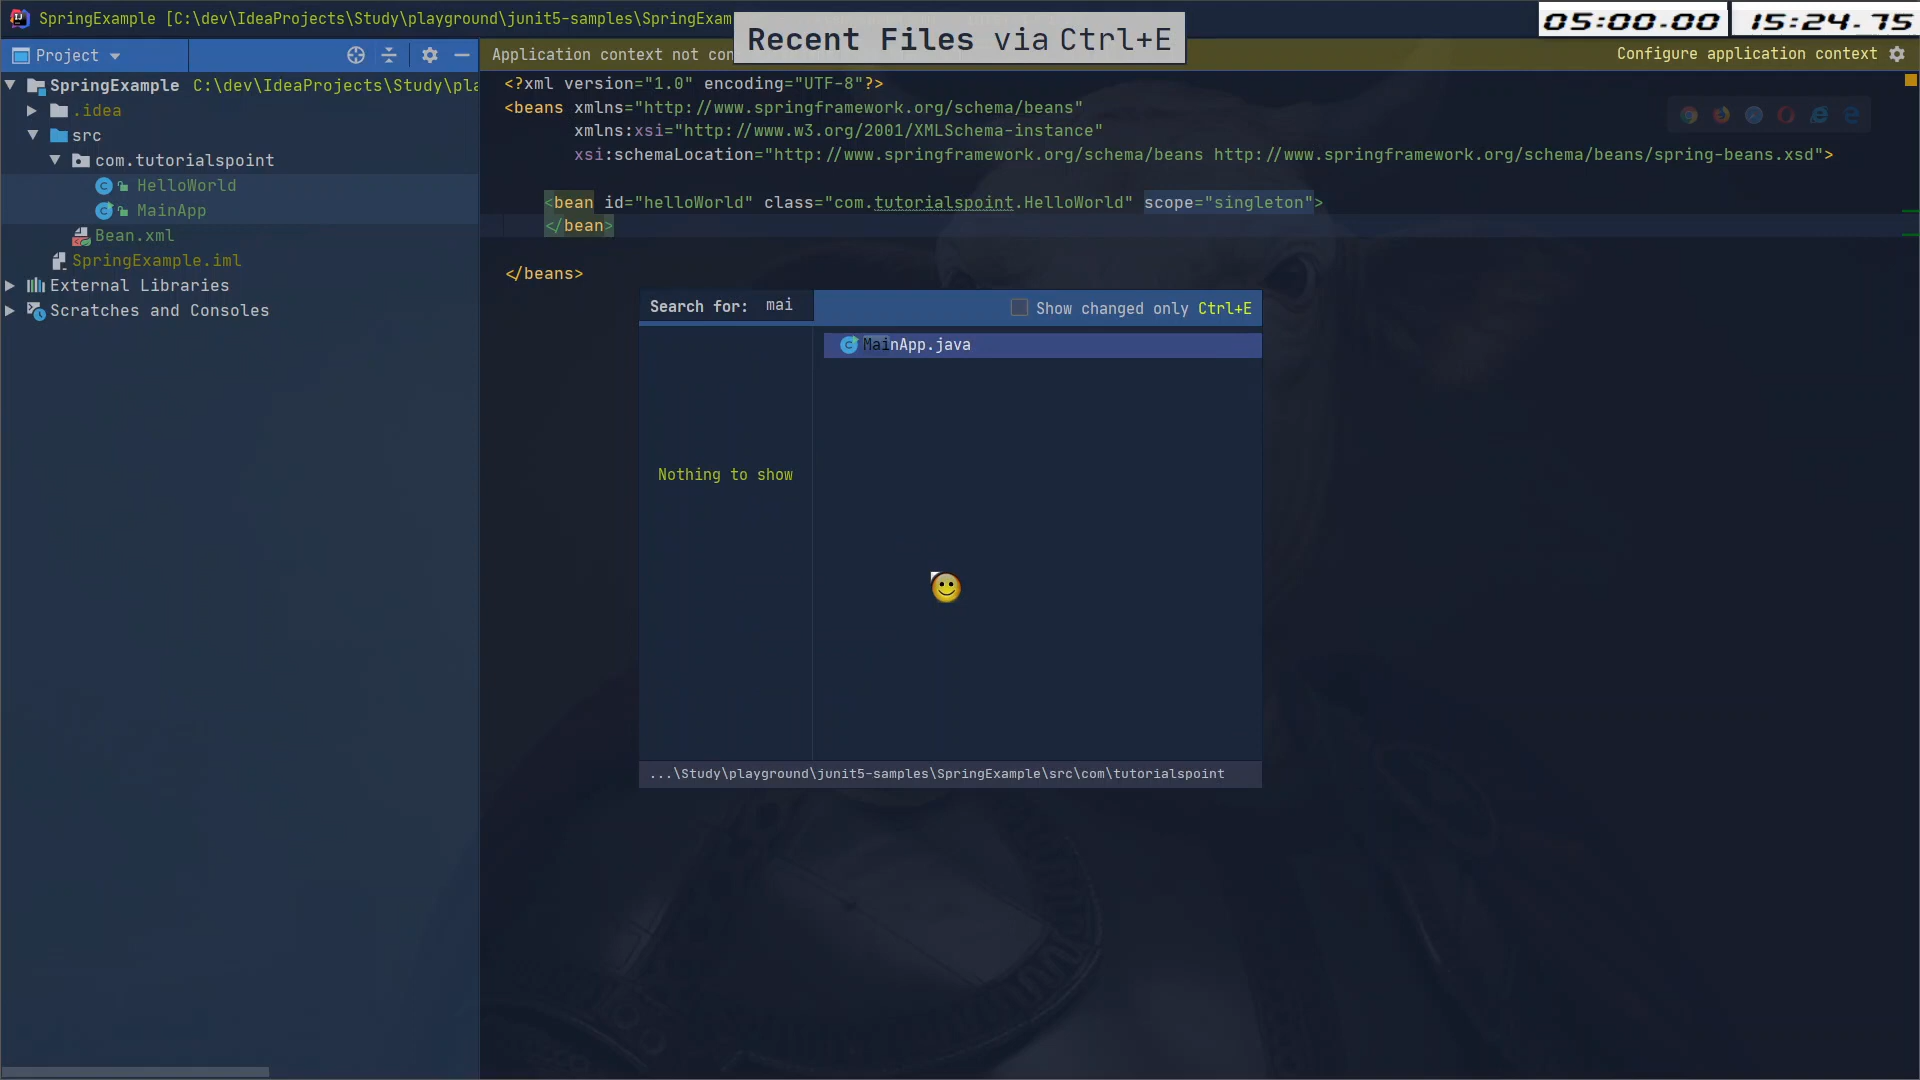 SpringExample [C:\dev\IdeaProjects\Study\playground\junit5-samples\SpringExam
Recent Files via Ctrl+E
05:00.00 15:24.75
Project
Application context not con
Configure application context
SpringExample C:\dev\IdeaProjects\Study\pla
.idea
src
com.tutorialspoint
HelloWorld
MainApp
Bean.xml
SpringExample.iml
External Libraries
Scratches and Consoles
<?xml version="1.0" encoding="UTF-8"?>
<beans xmlns="http://www.springframework.org/schema/beans"
xmlns:xsi="http://www.w3.org/2001/XMLSchema-instance"
xsi:schemaLocation="http://www.springframework.org/schema/beans http://www.springframework.org/schema/beans/spring-beans.xsd">
<bean id="helloWorld" class="com.tutorialspoint.HelloWorld" scope="singleton">
</bean>
</beans>
Search for: mai
Show changed only Ctrl+E
MainApp.java
Nothing to show
...\Study\playground\junit5-samples\SpringExample\src\com\tutorialspoint